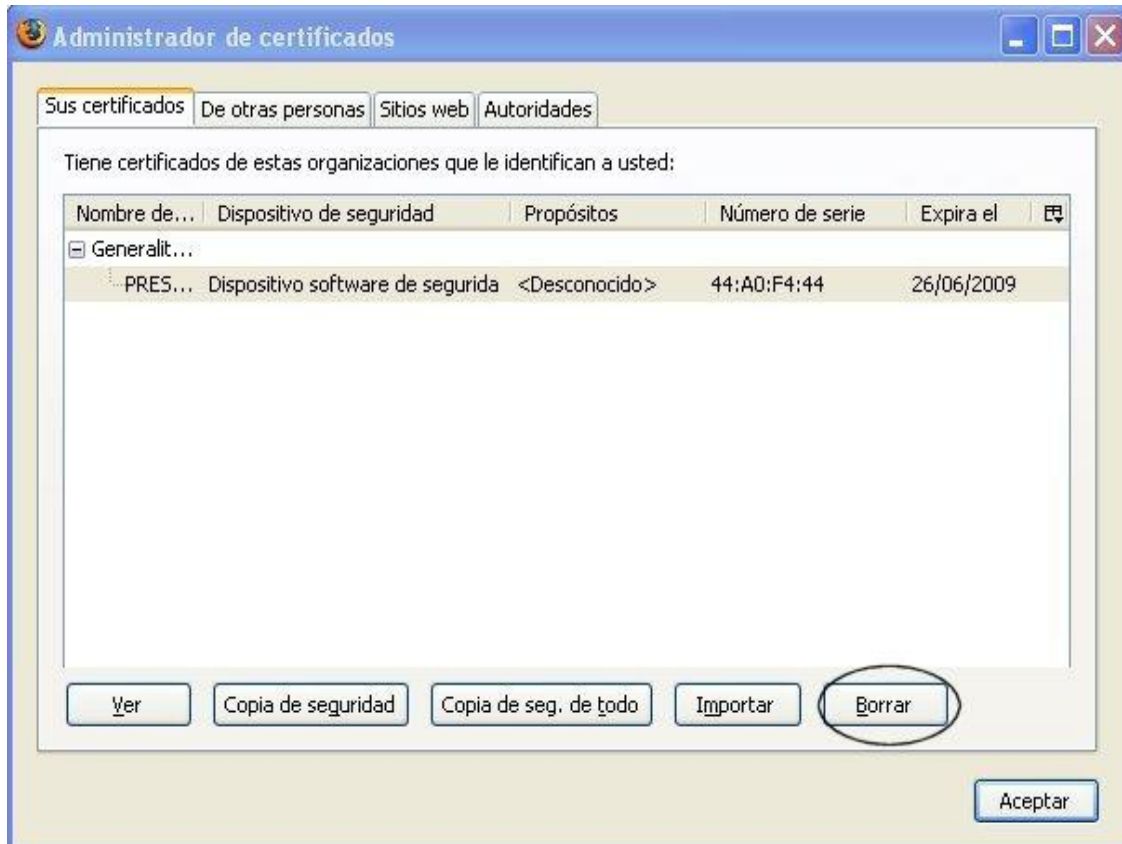 Administrador de certificados
Sus certificados De otras personas Sitios web Autoridades
Tiene certificados de estas organizaciones que le identifican a usted:
Nombre de... Dispositivo de seguridad Propósitos Número de serie Expira el
Generalit...
PRES... Dispositivo software de segurida <Desconocido> 44:A0:F4:44 26/06/2009
Ver Copia de seguridad Copia de seg. de todo Importar Borrar
Aceptar